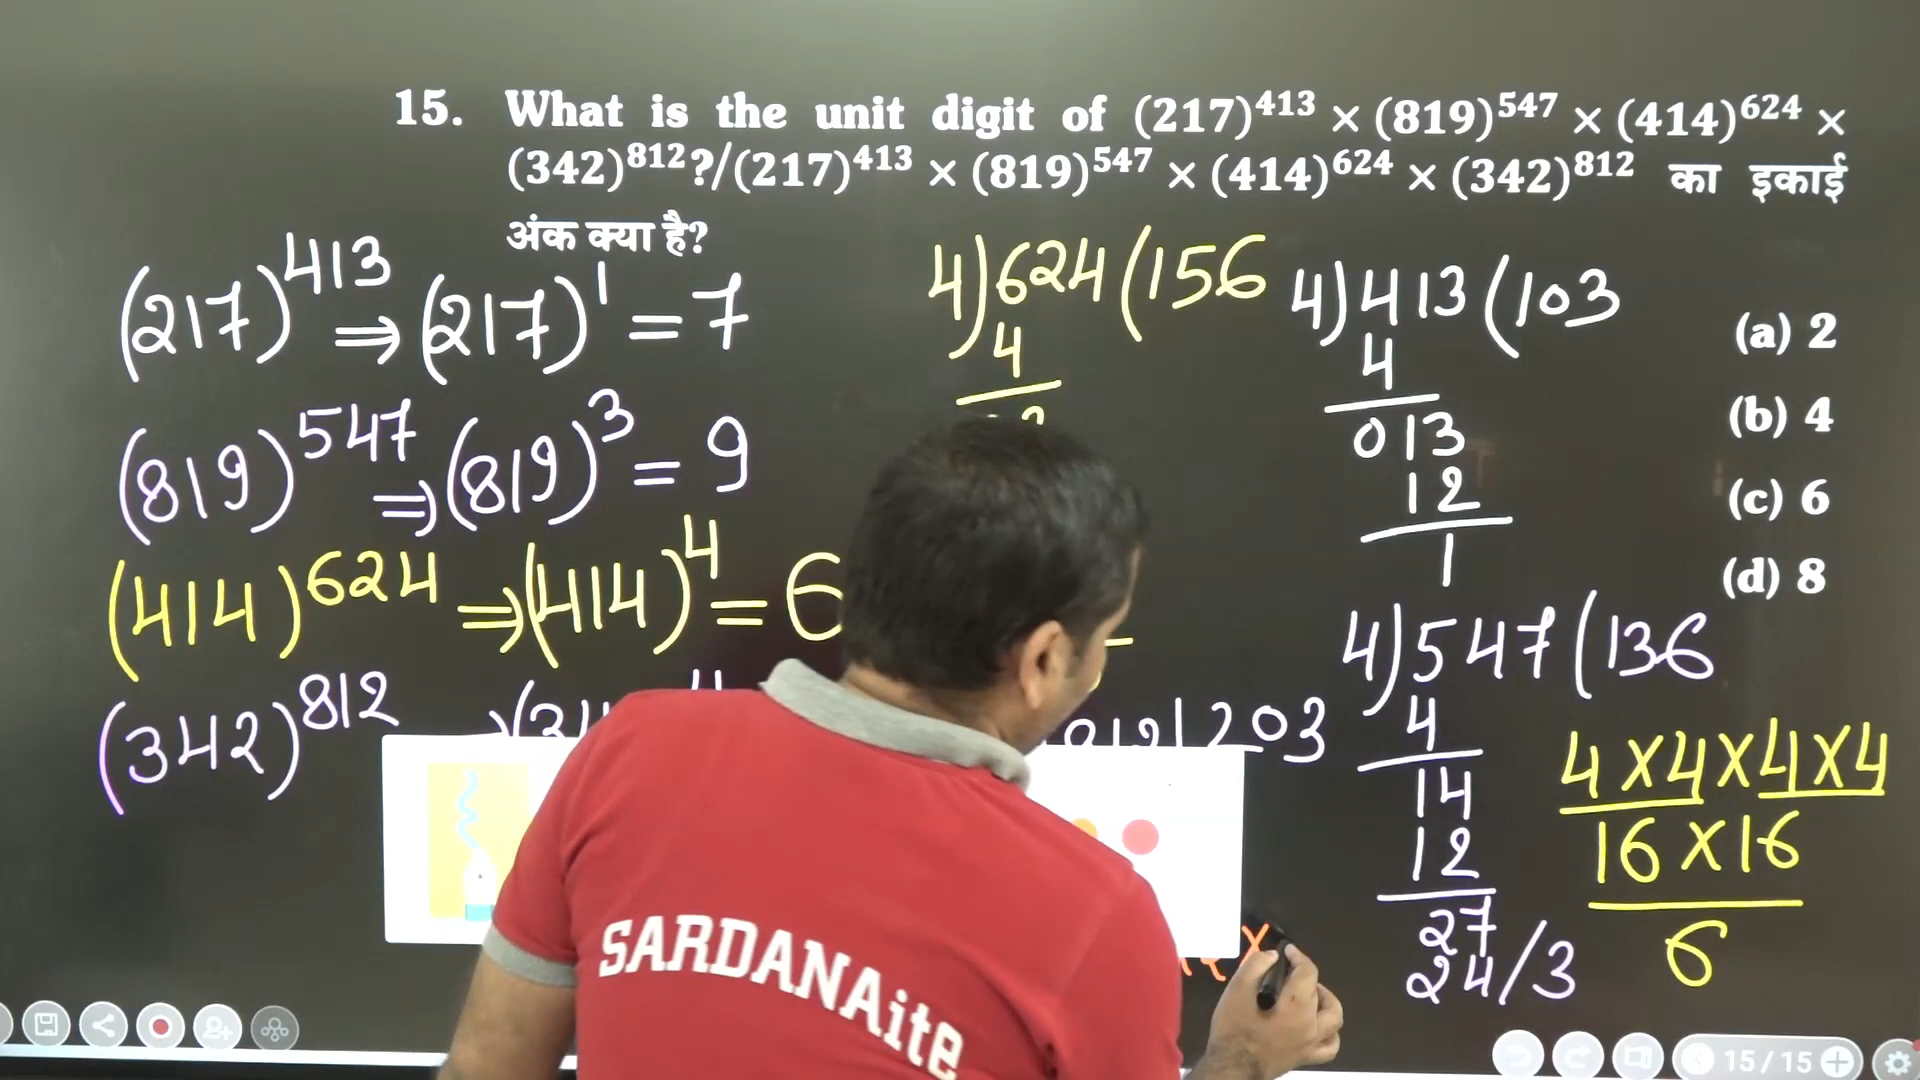 15. What is the unit digit of (217)⁴¹³ × (819)⁵⁴⁷ × (414)⁶²⁴ ×
(342)⁸¹²?/(217)⁴¹³ × (819)⁵⁴⁷ × (414)⁶²⁴ × (342)⁸¹² का इकाई
अंक क्या है?
(a) 2
(b) 4
(c) 6
(d) 8
(217)⁴¹³ ⇒ (217)¹ = 7
(819)⁵⁴⁷ ⇒ (819)³ = 9
(414)⁶²⁴ ⇒ (414)⁴ = 6
(342)⁸¹²
4)624(156
4
4)413(103
4
013
12
1
203
4)547(136
4
14
12
27
24/3
4×4×4×4
16×16
6
SARDANAite
15/15